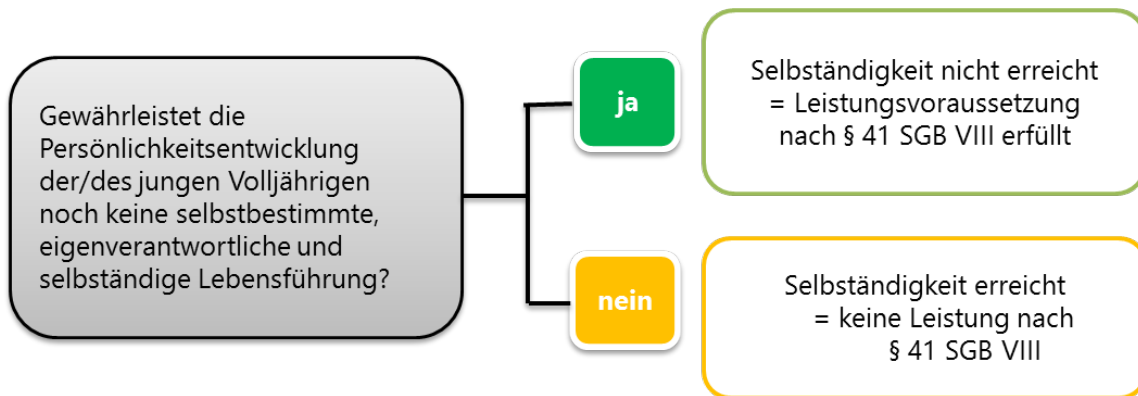 Gewährleistet die
Persönlichkeitsentwicklung
der/des jungen Volljährigen
noch keine selbstbestimmte,
eigenverantwortliche und
selbständige Lebensführung?
ja
Selbständigkeit nicht erreicht
= Leistungsvoraussetzung
nach § 41 SGB VIII erfüllt
nein
Selbständigkeit erreicht
= keine Leistung nach
§ 41 SGB VIII